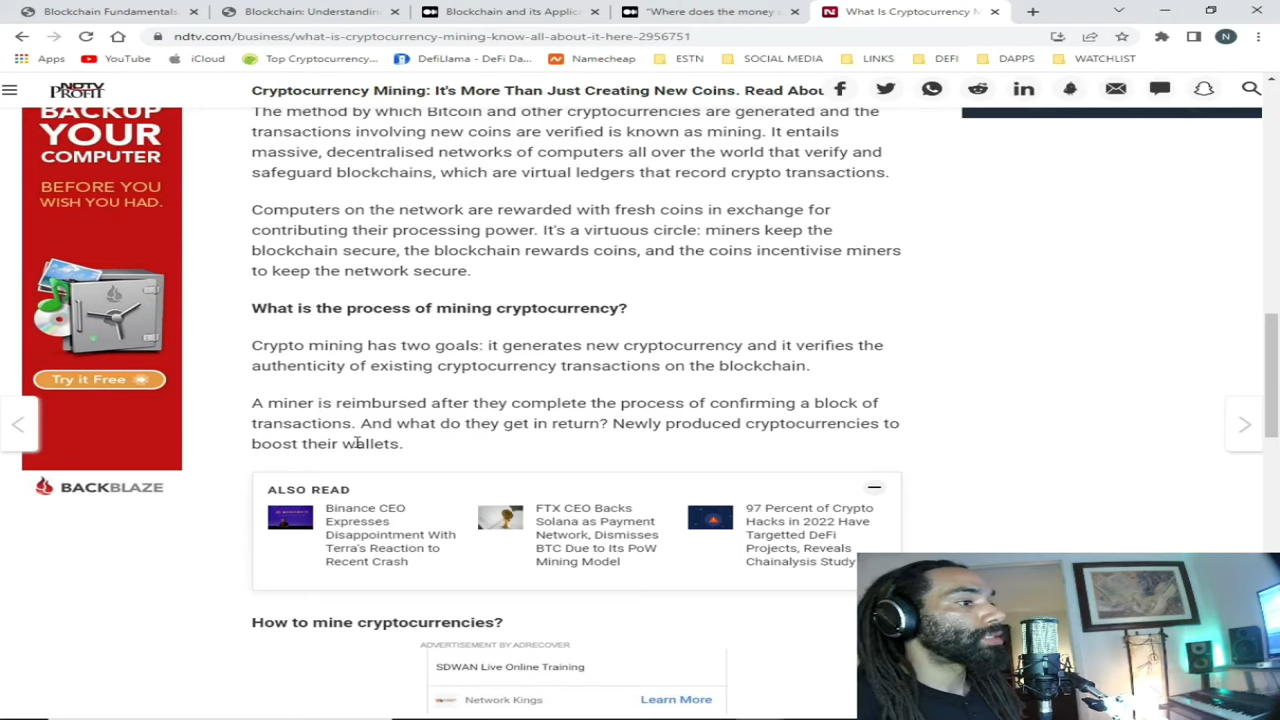 Blockchain Fundamentals.
Blockchain: Understandin
Blockchain and its Applic
"Where does the money
What Is Cryptocurrency M
ndtv.com/business/what-is-cryptocurrency-mining-know-all-about-it-here-2956751
Apps
YouTube
iCloud
Top Cryptocurrency...
DefiLlama - DeFi Da...
Namecheap
ESTN
SOCIAL MEDIA
LINKS
DEFI
DAPPS
WATCHLIST
N
NDTV
PROFIT
Cryptocurrency Mining: It's More Than Just Creating New Coins. Read Abou
The method by which Bitcoin and other cryptocurrencies are generated and the
transactions involving new coins are verified is known as mining. It entails
massive, decentralised networks of computers all over the world that verify and
safeguard blockchains, which are virtual ledgers that record crypto transactions.
Computers on the network are rewarded with fresh coins in exchange for
contributing their processing power. It's a virtuous circle: miners keep the
blockchain secure, the blockchain rewards coins, and the coins incentivise miners
to keep the network secure.
What is the process of mining cryptocurrency?
Crypto mining has two goals: it generates new cryptocurrency and it verifies the
authenticity of existing cryptocurrency transactions on the blockchain.
A miner is reimbursed after they complete the process of confirming a block of
transactions. And what do they get in return? Newly produced cryptocurrencies to
boost their wallets.
BACKUP
YOUR
COMPUTER
BEFORE YOU
WISH YOU HAD.
Try it Free
BACKBLAZE
ALSO READ
Binance CEO
Expresses
Disappointment With
Terra's Reaction to
Recent Crash
FTX CEO Backs
Solana as Payment
Network, Dismisses
BTC Due to Its PoW
Mining Model
97 Percent of Crypto
Hacks in 2022 Have
Targetted DeFi
Projects, Reveals
Chainalysis Study
How to mine cryptocurrencies?
ADVERTISEMENT BY ADRECOVER
SDWAN Live Online Training
Network Kings
Learn More